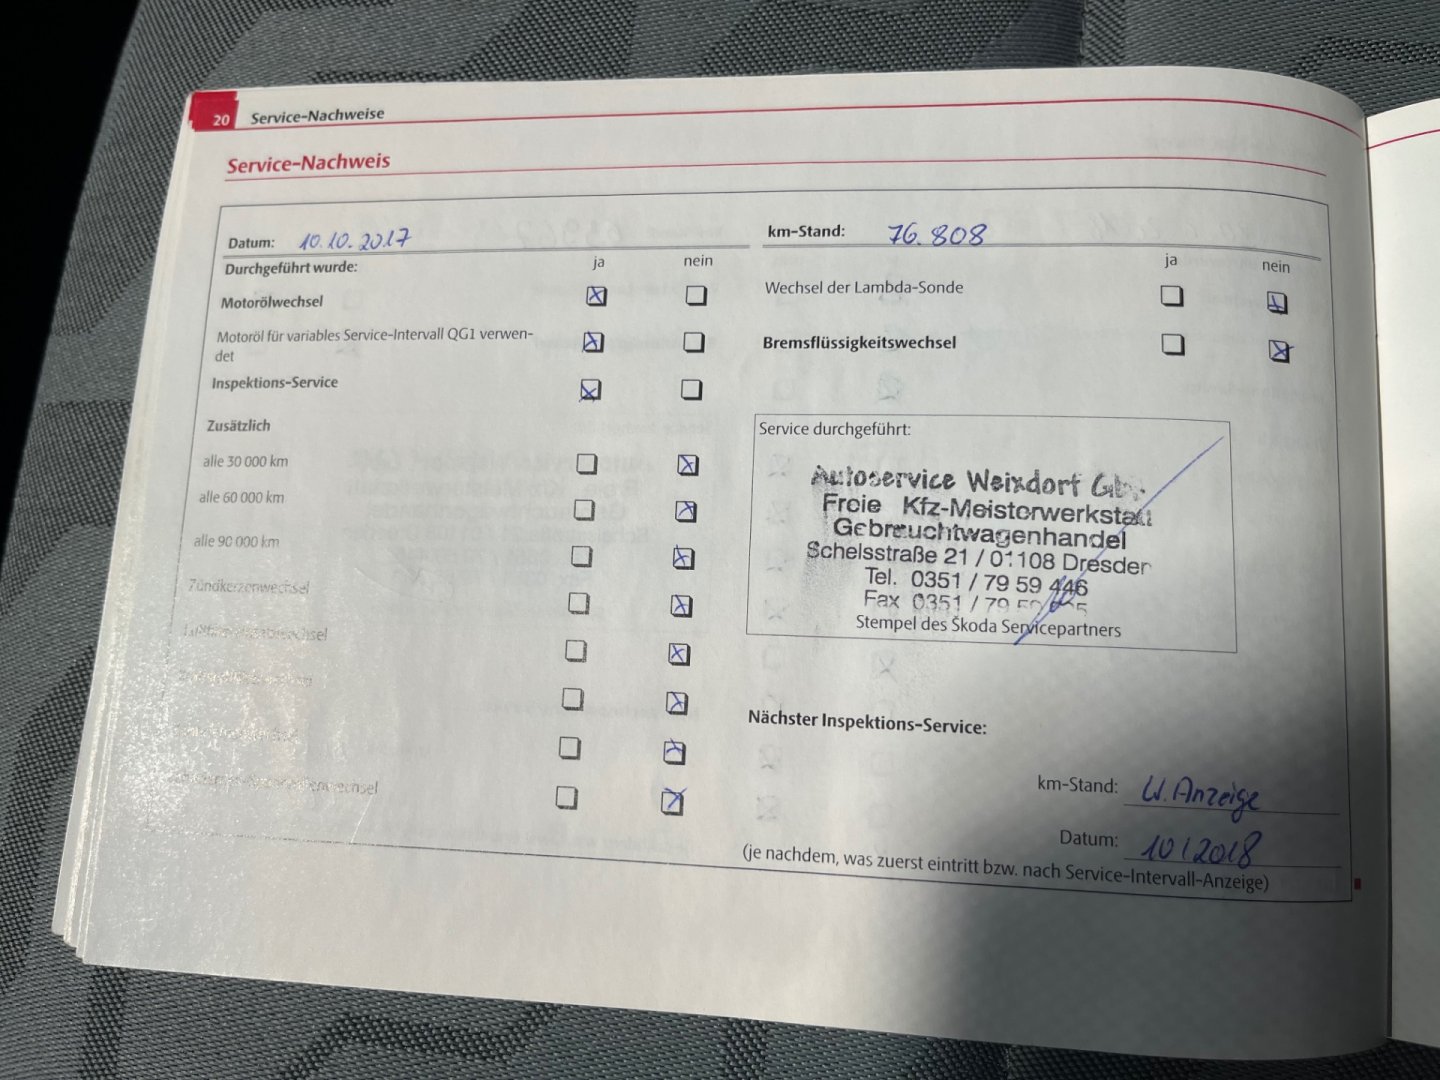 20 Service-Nachweise
Service-Nachweis
Datum: 10.10.2017
km-Stand: 76.808
Durchgeführt wurde:
ja nein
ja nein
Motorölwechsel
Wechsel der Lambda-Sonde
Motoröl für variables Service-Intervall QG1 verwen-
det
Bremsflüssigkeitswechsel
Inspektions-Service
Zusätzlich
Service durchgeführt:
alle 30 000 km
alle 60 000 km
alle 90 000 km
Zündkerzenwechsel
Autoservice Weixdorf
Freie Kfz-Meisterwerkstatt
Gebrauchtwagenhandel
Schelsstraße 21 / 01108 Dresden
Tel. 0351 / 79 59 446
Fax 0351 / 79
Stempel des Škoda Servicepartners
Nächster Inspektions-Service:
km-Stand: W. Anzeige
Datum: 10/2018
(je nachdem, was zuerst eintritt bzw. nach Service-Intervall-Anzeige)